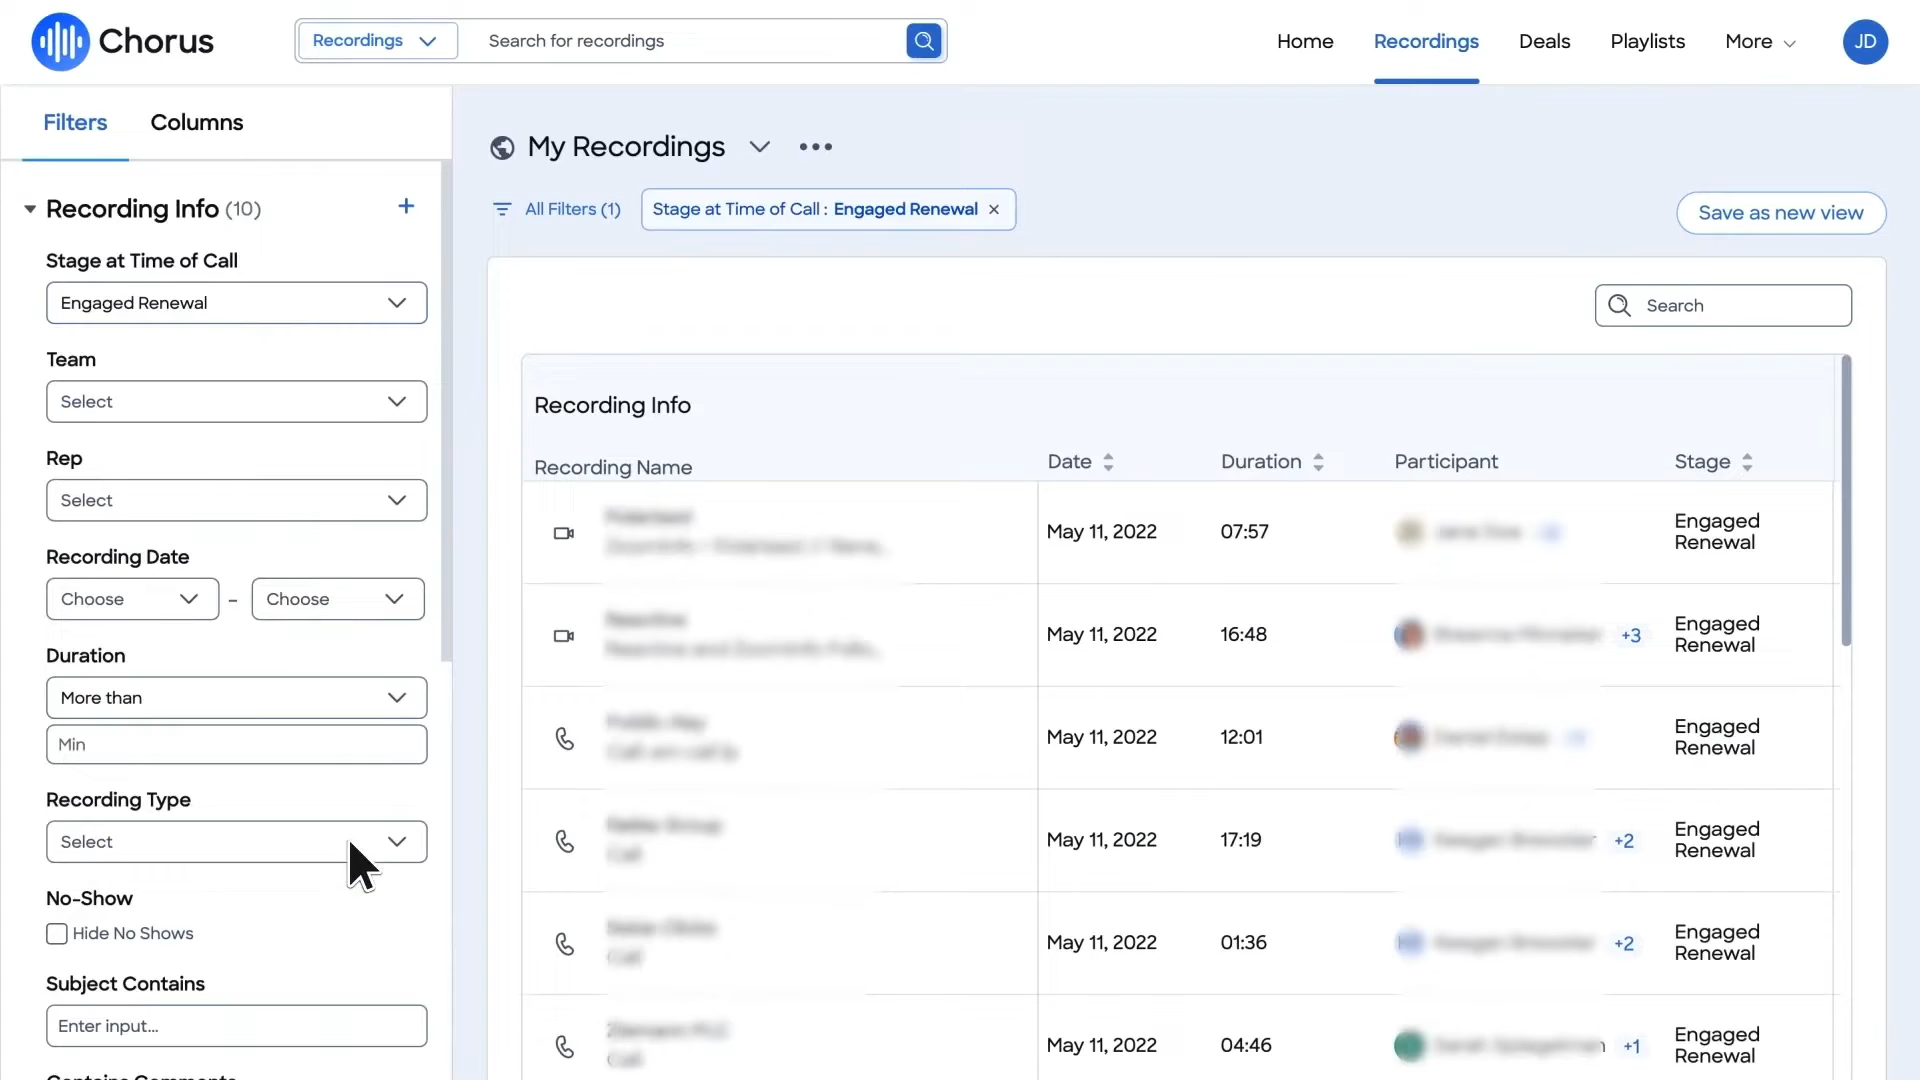 Chorus
Recordings
Search for recordings
Home
Recordings
Deals
Playlists
More
JD
Filters
Columns
My Recordings
All Filters (1)
Stage at Time of Call : Engaged Renewal ×
Save as new view
Recording Info (10)
+
Stage at Time of Call
Engaged Renewal
Team
Select
Rep
Select
Recording Date
Choose – Choose
Duration
More than
Min
Recording Type
Select
No-Show
Hide No Shows
Subject Contains
Enter input...
Search
Recording Info
Recording Name
Date
Duration
Participant
Stage
May 11, 2022
07:57
Engaged
Renewal
May 11, 2022
16:48
+3
Engaged
Renewal
May 11, 2022
12:01
Engaged
Renewal
May 11, 2022
17:19
+2
Engaged
Renewal
May 11, 2022
01:36
+2
Engaged
Renewal
May 11, 2022
04:46
+1
Engaged
Renewal